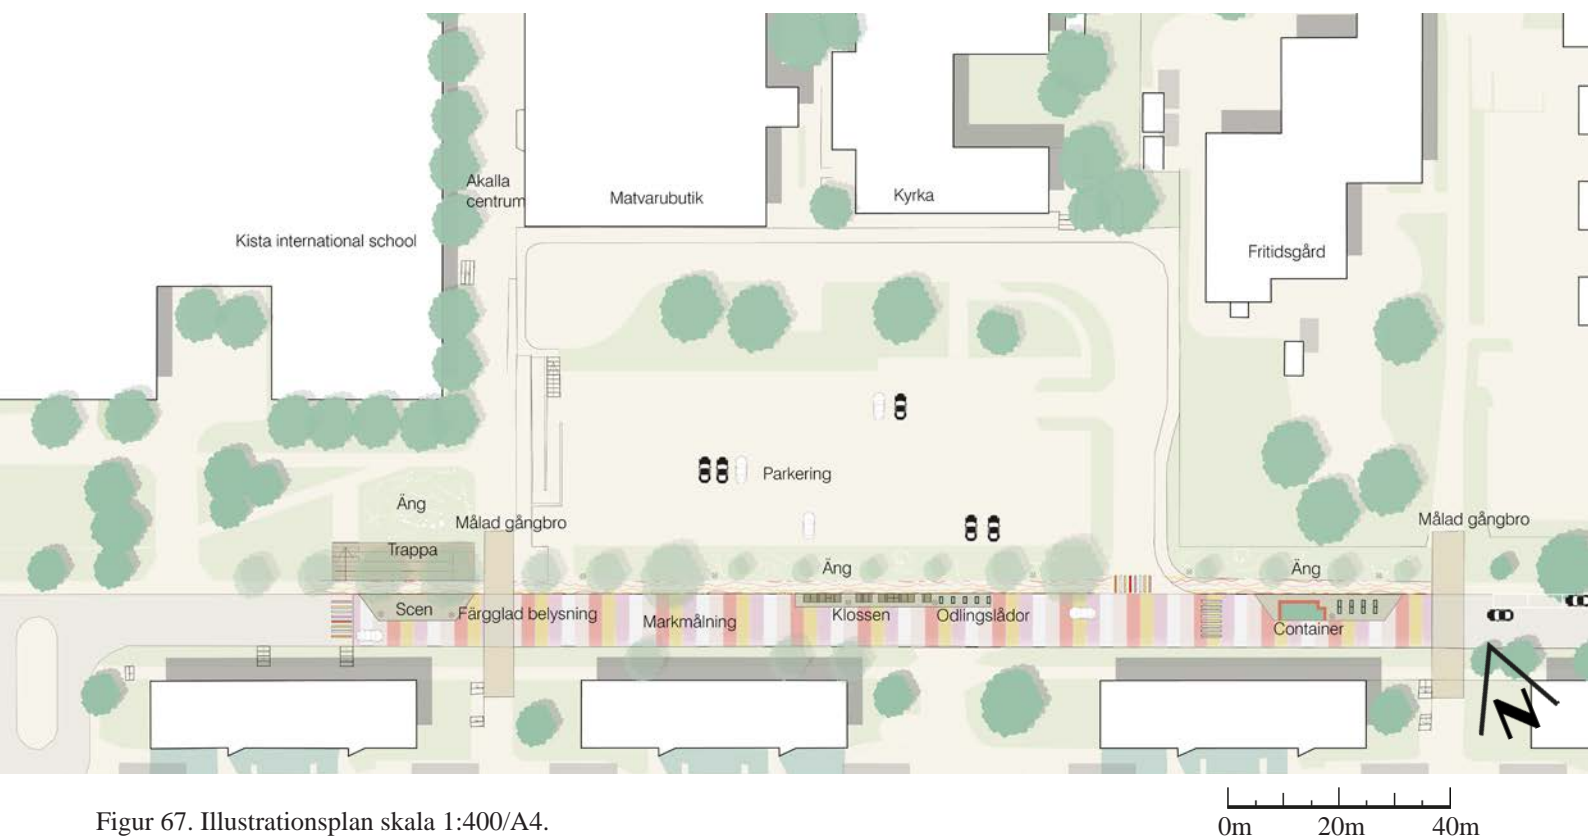 Akalla
centrum
Matvarubutik
Kyrka
Kista international school
Fritidsgård
Parkering
Äng
Målad gångbro
Målad gångbro
Trappa
Äng
Äng
Scen
Färgglad belysning
Markmålning
Klossen
Odlingslådor
Container
N
Figur 67. Illustrationsplan skala 1:400/A4.
0m 20m 40m